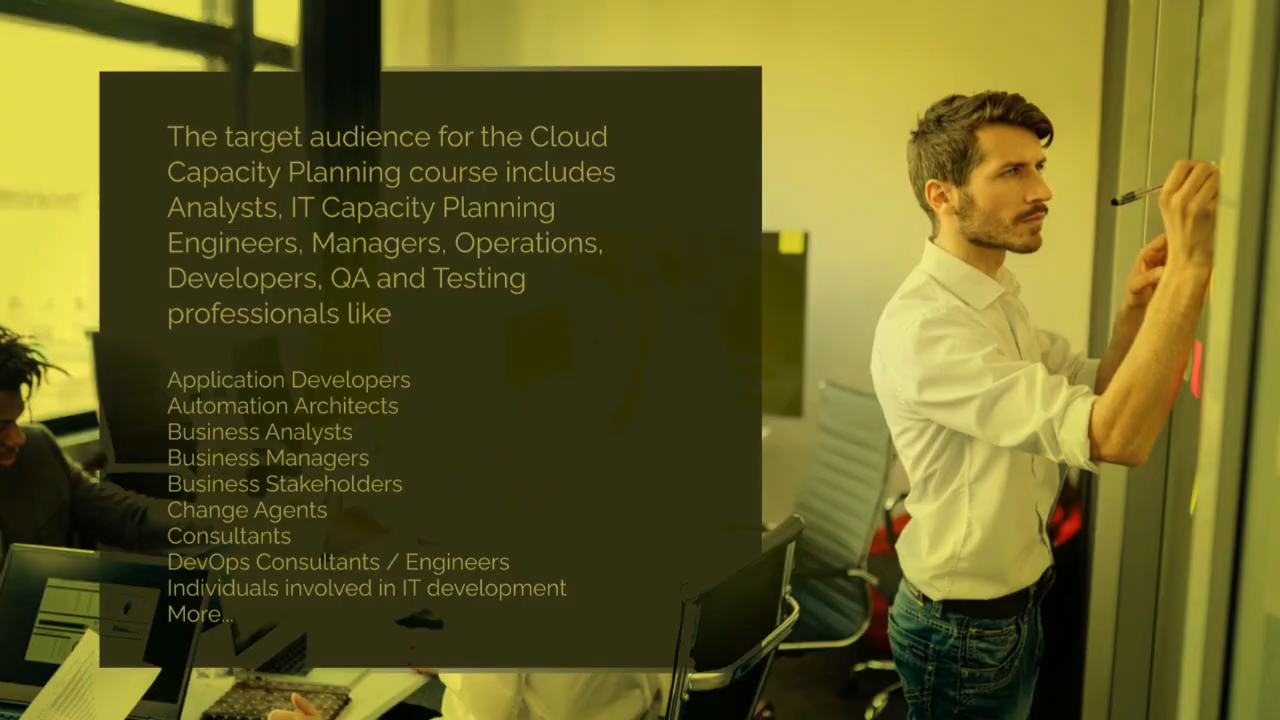 The target audience for the Cloud
Capacity Planning course includes
Analysts, IT Capacity Planning
Engineers, Managers, Operations,
Developers, QA and Testing
professionals like
Application Developers
Automation Architects
Business Analysts
Business Managers
Business Stakeholders
Change Agents
Consultants
DevOps Consultants / Engineers
Individuals involved in IT development
More...